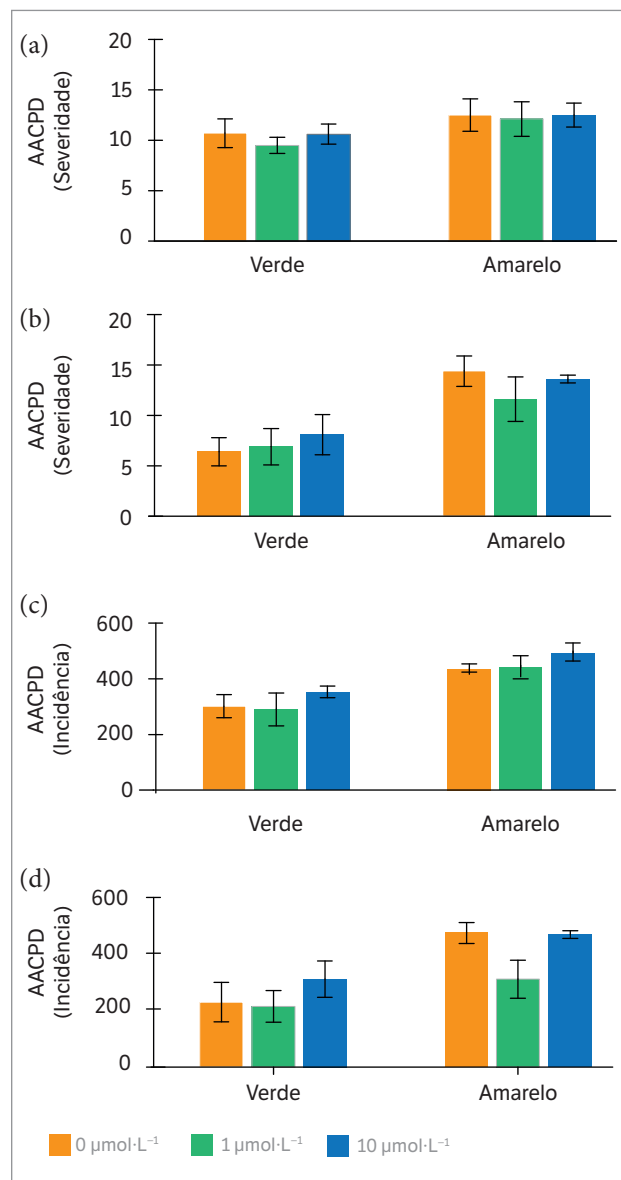 (a)
AACPD
(Severidade)
20
15
10
5
0
Verde Amarelo
(b)
AACPD
(Severidade)
20
15
10
5
0
Verde Amarelo
(c)
AACPD
(Incidência)
600
400
200
0
Verde Amarelo
(d)
AACPD
(Incidência)
600
400
200
0
Verde Amarelo
0 µmol·L⁻¹ 1 µmol·L⁻¹ 10 µmol·L⁻¹